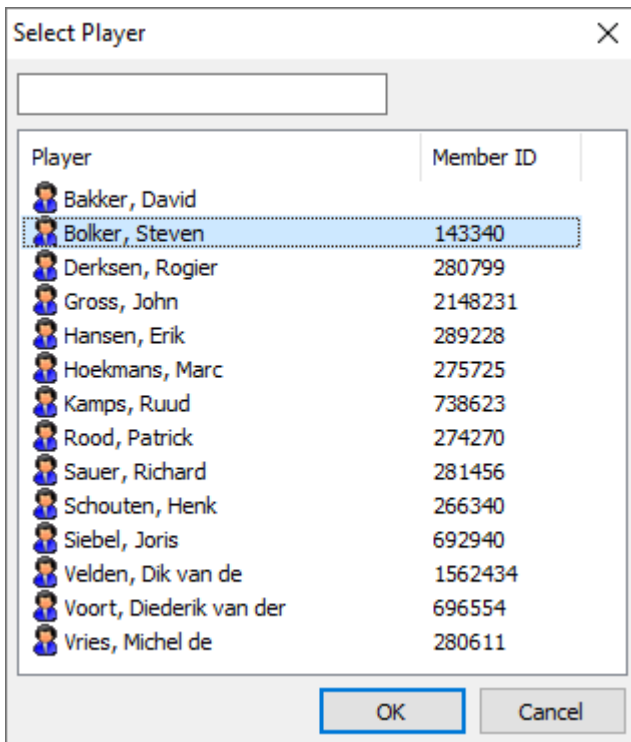 Select Player
Player Member ID
Bakker, David
Bolker, Steven 143340
Derksen, Rogier 280799
Gross, John 2148231
Hansen, Erik 289228
Hoekmans, Marc 275725
Kamps, Ruud 738623
Rood, Patrick 274270
Sauer, Richard 281456
Schouten, Henk 266340
Siebel, Joris 692940
Velden, Dik van de 1562434
Voort, Diederik van der 696554
Vries, Michel de 280611
OK Cancel